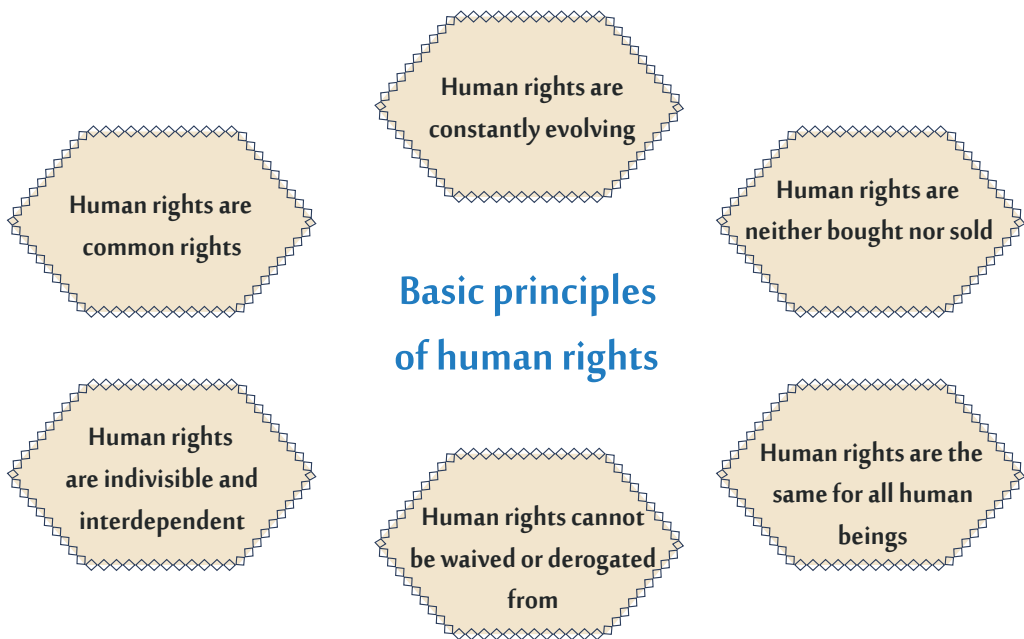 Human rights are
constantly evolving
Human rights are
common rights
Human rights are
neither bought nor sold
Basic principles
of human rights
Human rights
are indivisible and
interdependent
Human rights cannot
be waived or derogated
from
Human rights are the
same for all human
beings